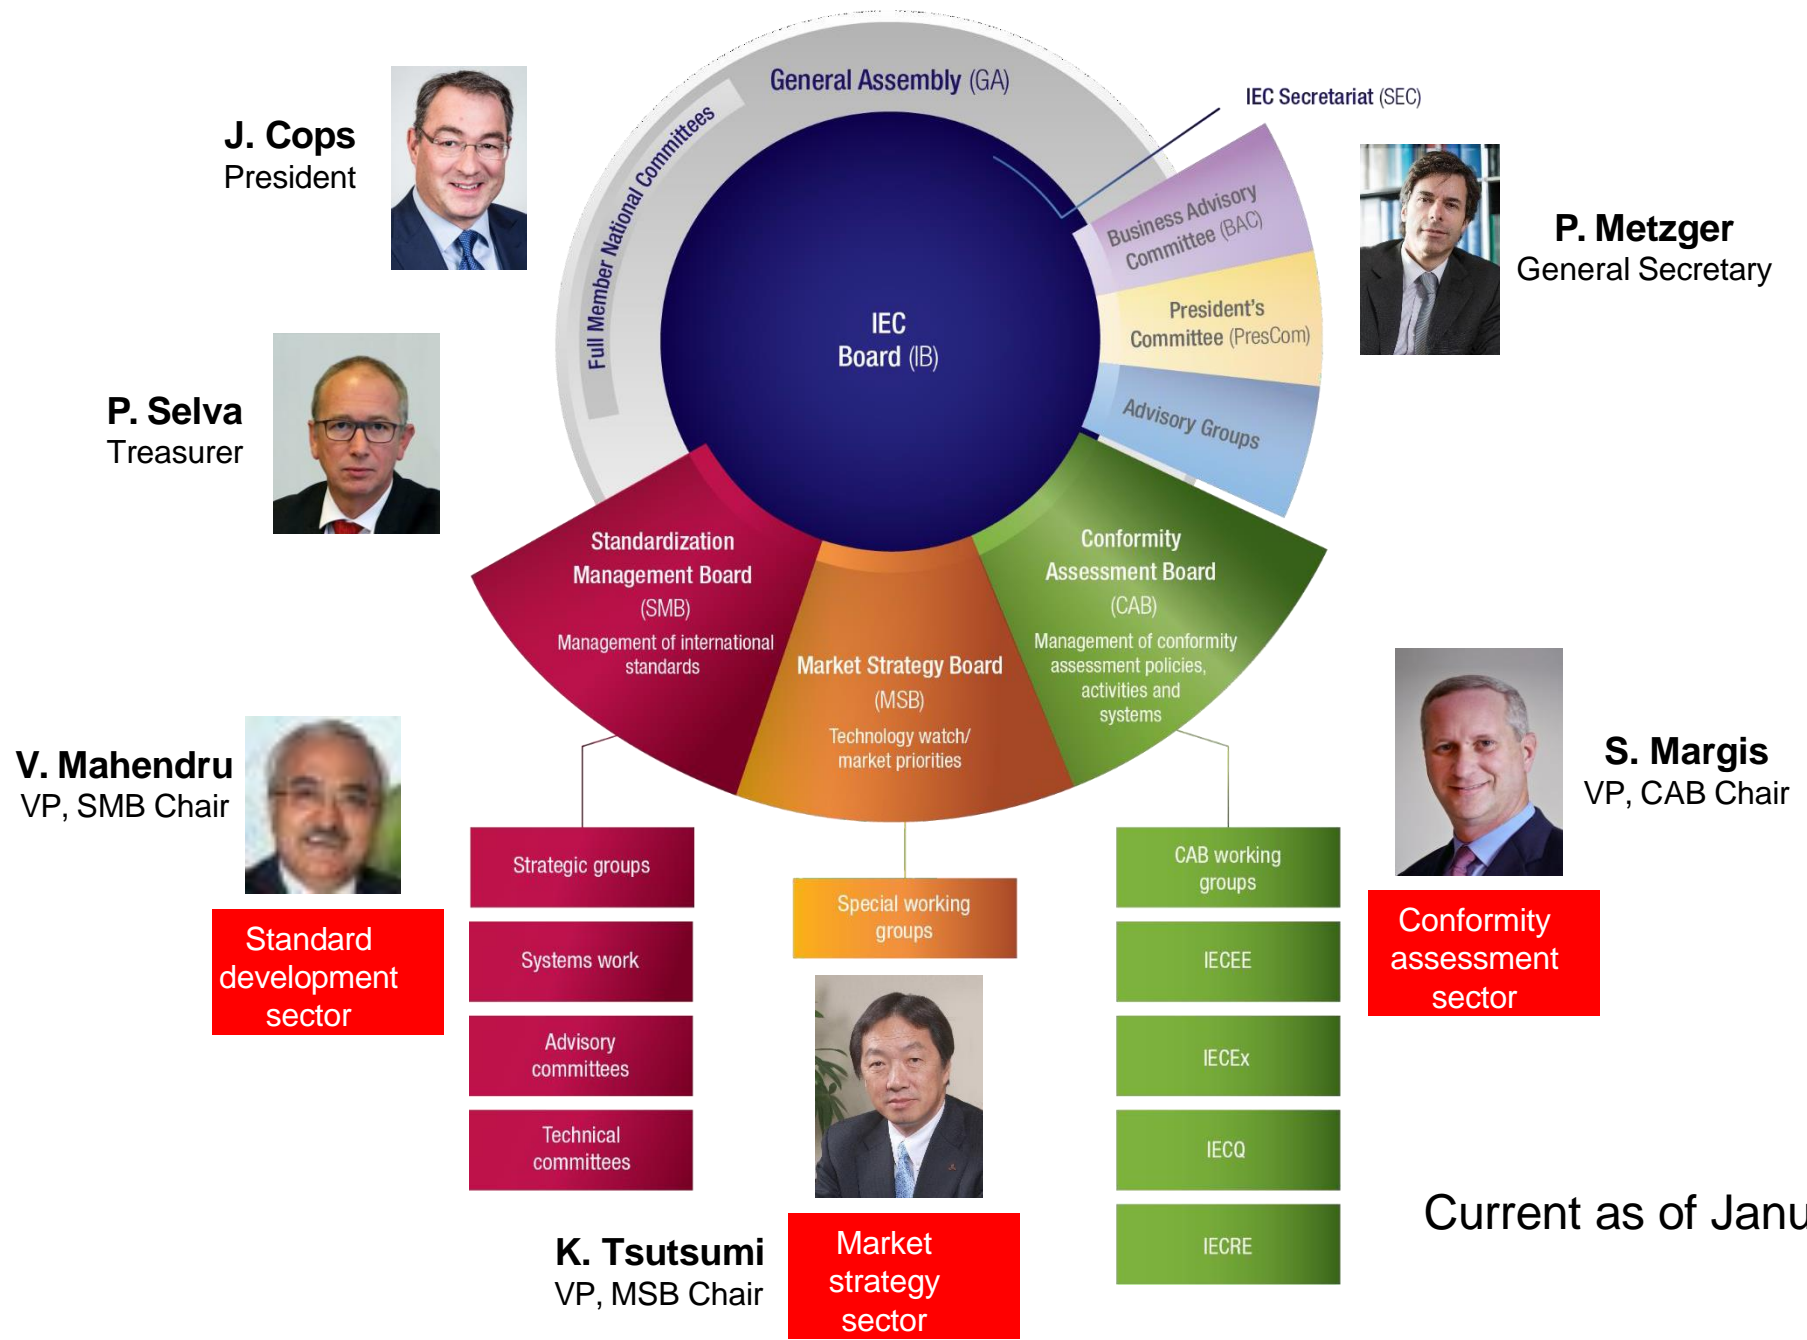 General Assembly (GA)
Full Member National Committees
IEC Secretariat (SEC)
J. Cops
President
P. Metzger
General Secretary
Business Advisory
Committee (BAC)
President's
Committee (PresCom)
Advisory Groups
IEC
Board (IB)
P. Selva
Treasurer
Standardization
Management Board
(SMB)
Management of international
standards
Market Strategy Board
(MSB)
Technology watch/
market priorities
Conformity
Assessment Board
(CAB)
Management of conformity
assessment policies,
activities and
systems
V. Mahendru
VP, SMB Chair
S. Margis
VP, CAB Chair
Standard
development
sector
Strategic groups
Systems work
Advisory
committees
Technical
committees
Special working
groups
CAB working
groups
IECEE
IECEx
IECQ
IECRE
Conformity
assessment
sector
K. Tsutsumi
VP, MSB Chair
Market
strategy
sector
Current as of Janu